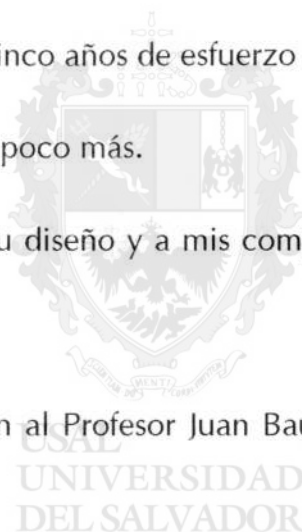 inco años de esfuerzo
poco más.
u diseño y a mis com
n al Profesor Juan Bau
USAL
UNIVERSIDAD
DEL SALVADOR